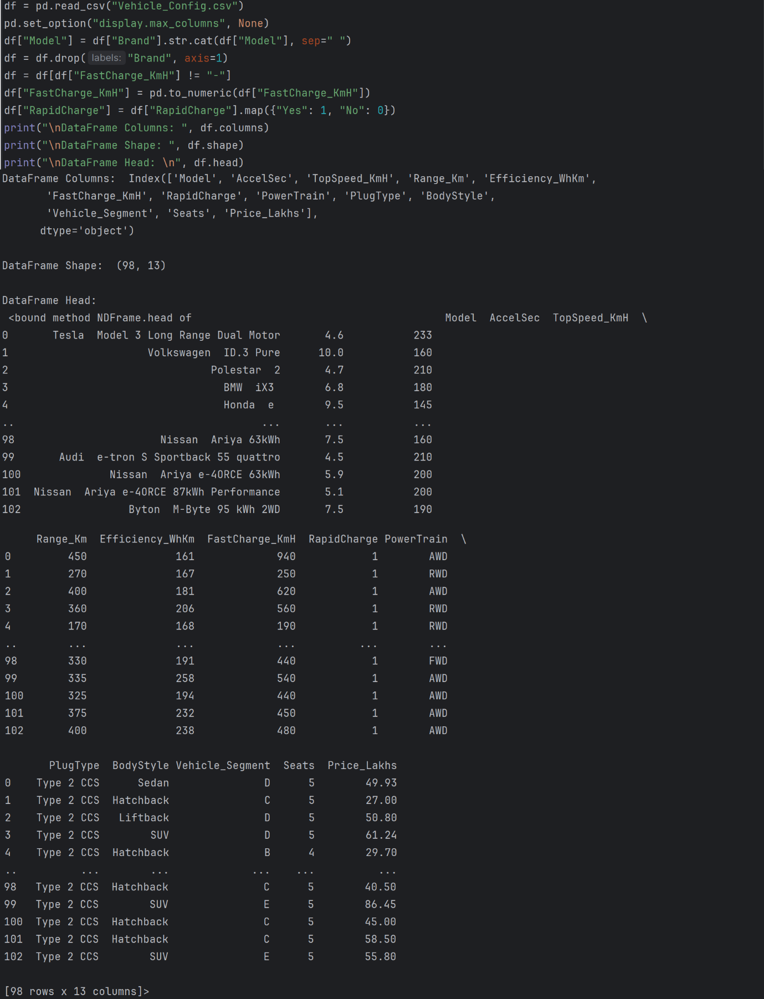 df = pd.read_csv("Vehicle_Config.csv")
pd.set_option("display.max_columns", None)
df["Model"] = df["Brand"].str.cat(df["Model"], sep=" ")
df = df.drop(labels: "Brand", axis=1)
df = df[df["FastCharge_KmH"] != "-"]
df["FastCharge_KmH"] = pd.to_numeric(df["FastCharge_KmH"])
df["RapidCharge"] = df["RapidCharge"].map({"Yes": 1, "No": 0})
print("\nDataFrame Columns: ", df.columns)
print("\nDataFrame Shape: ", df.shape)
print("\nDataFrame Head: \n", df.head)
DataFrame Columns:  Index(['Model', 'AccelSec', 'TopSpeed_KmH', 'Range_Km', 'Efficiency_WhKm',
       'FastCharge_KmH', 'RapidCharge', 'PowerTrain', 'PlugType', 'BodyStyle',
       'Vehicle_Segment', 'Seats', 'Price_Lakhs'],
      dtype='object')
DataFrame Shape:  (98, 13)
DataFrame Head:
 <bound method NDFrame.head of                                        Model  AccelSec  TopSpeed_KmH  \
0       Tesla  Model 3 Long Range Dual Motor       4.6           233
1                      Volkswagen  ID.3 Pure      10.0           160
2                                Polestar  2       4.7           210
3                                  BMW  iX3        6.8           180
4                                  Honda  e        9.5           145
..                                       ...       ...           ...
98                        Nissan  Ariya 63kWh       7.5           160
99       Audi  e-tron S Sportback 55 quattro       4.5           210
100              Nissan  Ariya e-4ORCE 63kWh       5.9           200
101  Nissan  Ariya e-4ORCE 87kWh Performance       5.1           200
102                 Byton  M-Byte 95 kWh 2WD       7.5           190
     Range_Km  Efficiency_WhKm  FastCharge_KmH  RapidCharge PowerTrain  \
0         450              161             940            1        AWD
1         270              167             250            1        RWD
2         400              181             620            1        AWD
3         360              206             560            1        RWD
4         170              168             190            1        RWD
..        ...              ...             ...          ...        ...
98        330              191             440            1        FWD
99        335              258             540            1        AWD
100       325              194             440            1        AWD
101       375              232             450            1        AWD
102       400              238             480            1        AWD
       PlugType  BodyStyle Vehicle_Segment  Seats  Price_Lakhs
0    Type 2 CCS      Sedan               D      5        49.93
1    Type 2 CCS  Hatchback               C      5        27.00
2    Type 2 CCS   Liftback               D      5        50.80
3    Type 2 CCS        SUV               D      5        61.24
4    Type 2 CCS  Hatchback               B      4        29.70
..          ...        ...             ...    ...          ...
98   Type 2 CCS  Hatchback               C      5        40.50
99   Type 2 CCS        SUV               E      5        86.45
100  Type 2 CCS  Hatchback               C      5        45.00
101  Type 2 CCS  Hatchback               C      5        58.50
102  Type 2 CCS        SUV               E      5        55.80
[98 rows x 13 columns]>